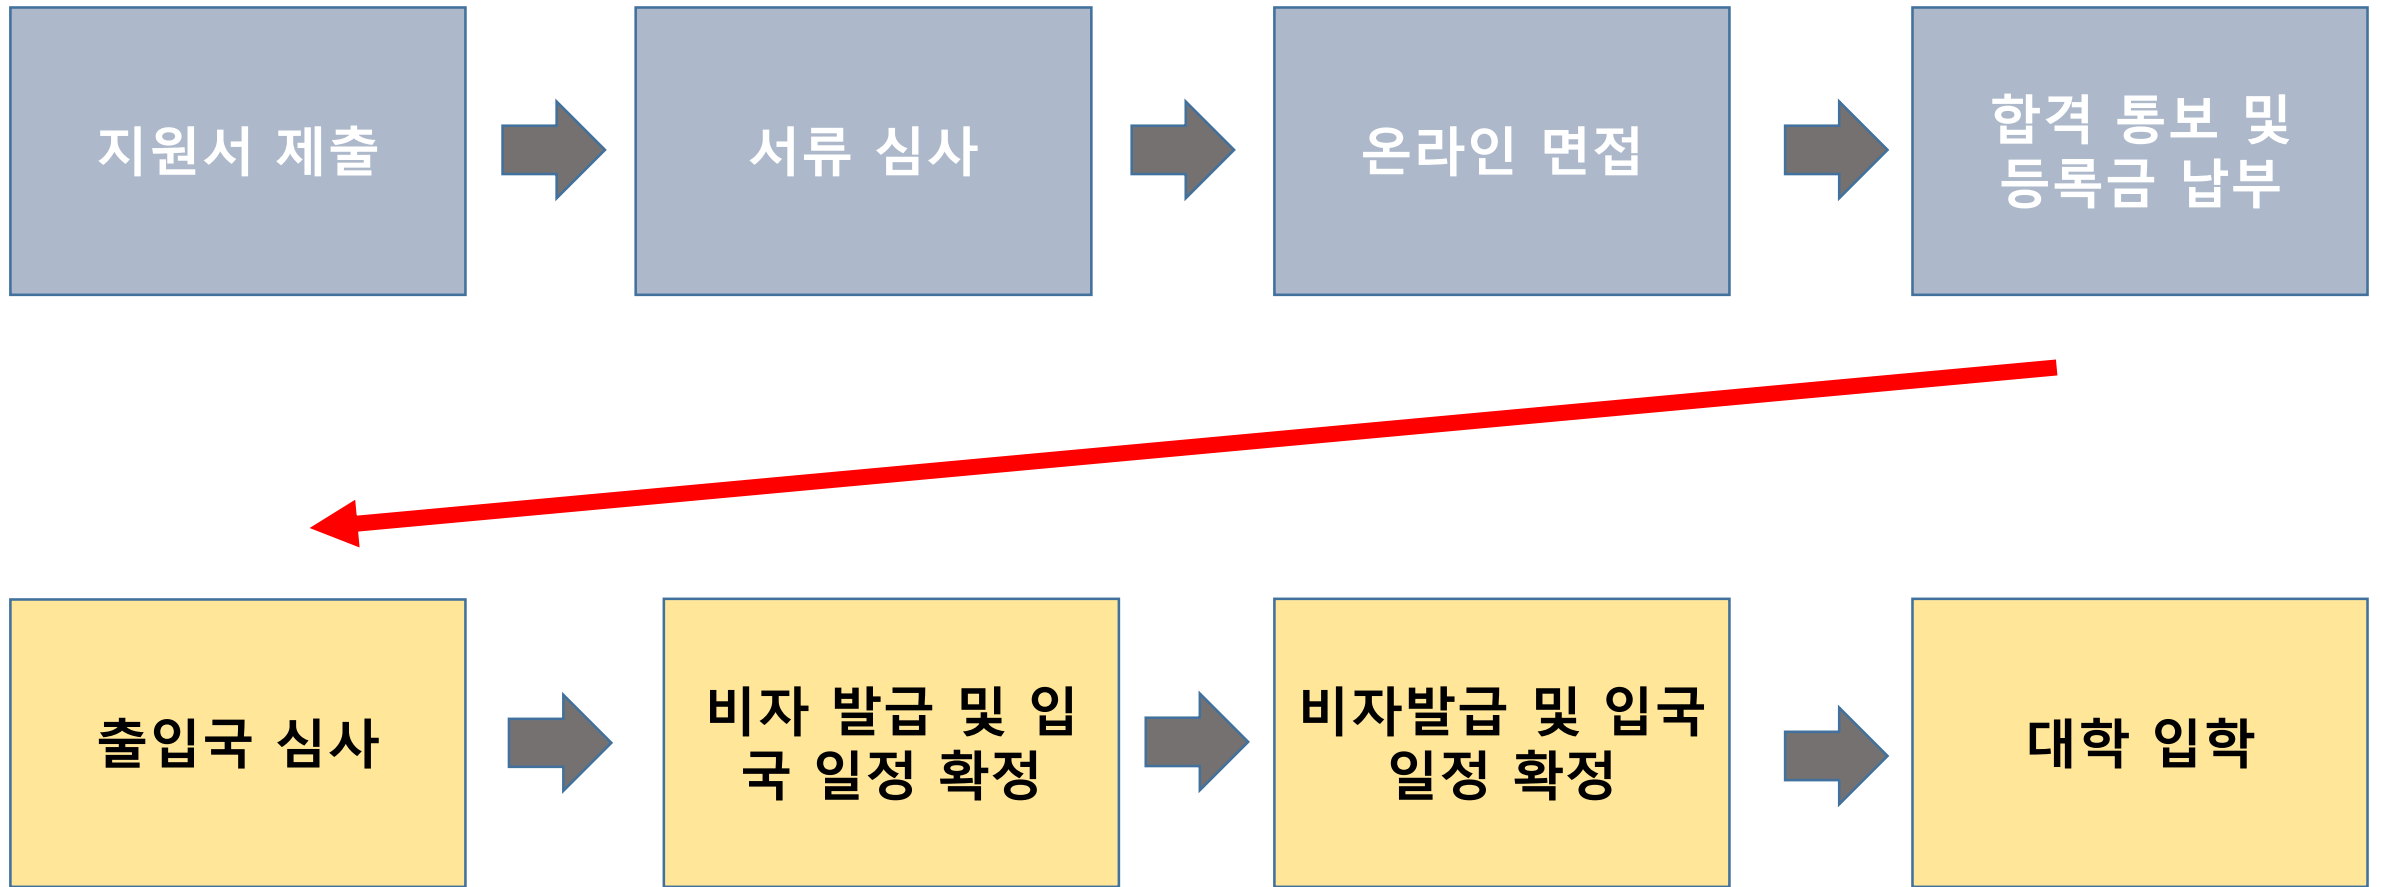 지원서 제출
서류 심사
온라인 면접
합격 통보 및
등록금 납부
출입국 심사
비자 발급 및 입
국 일정 확정
비자발급 및 입국
일정 확정
대학 입학